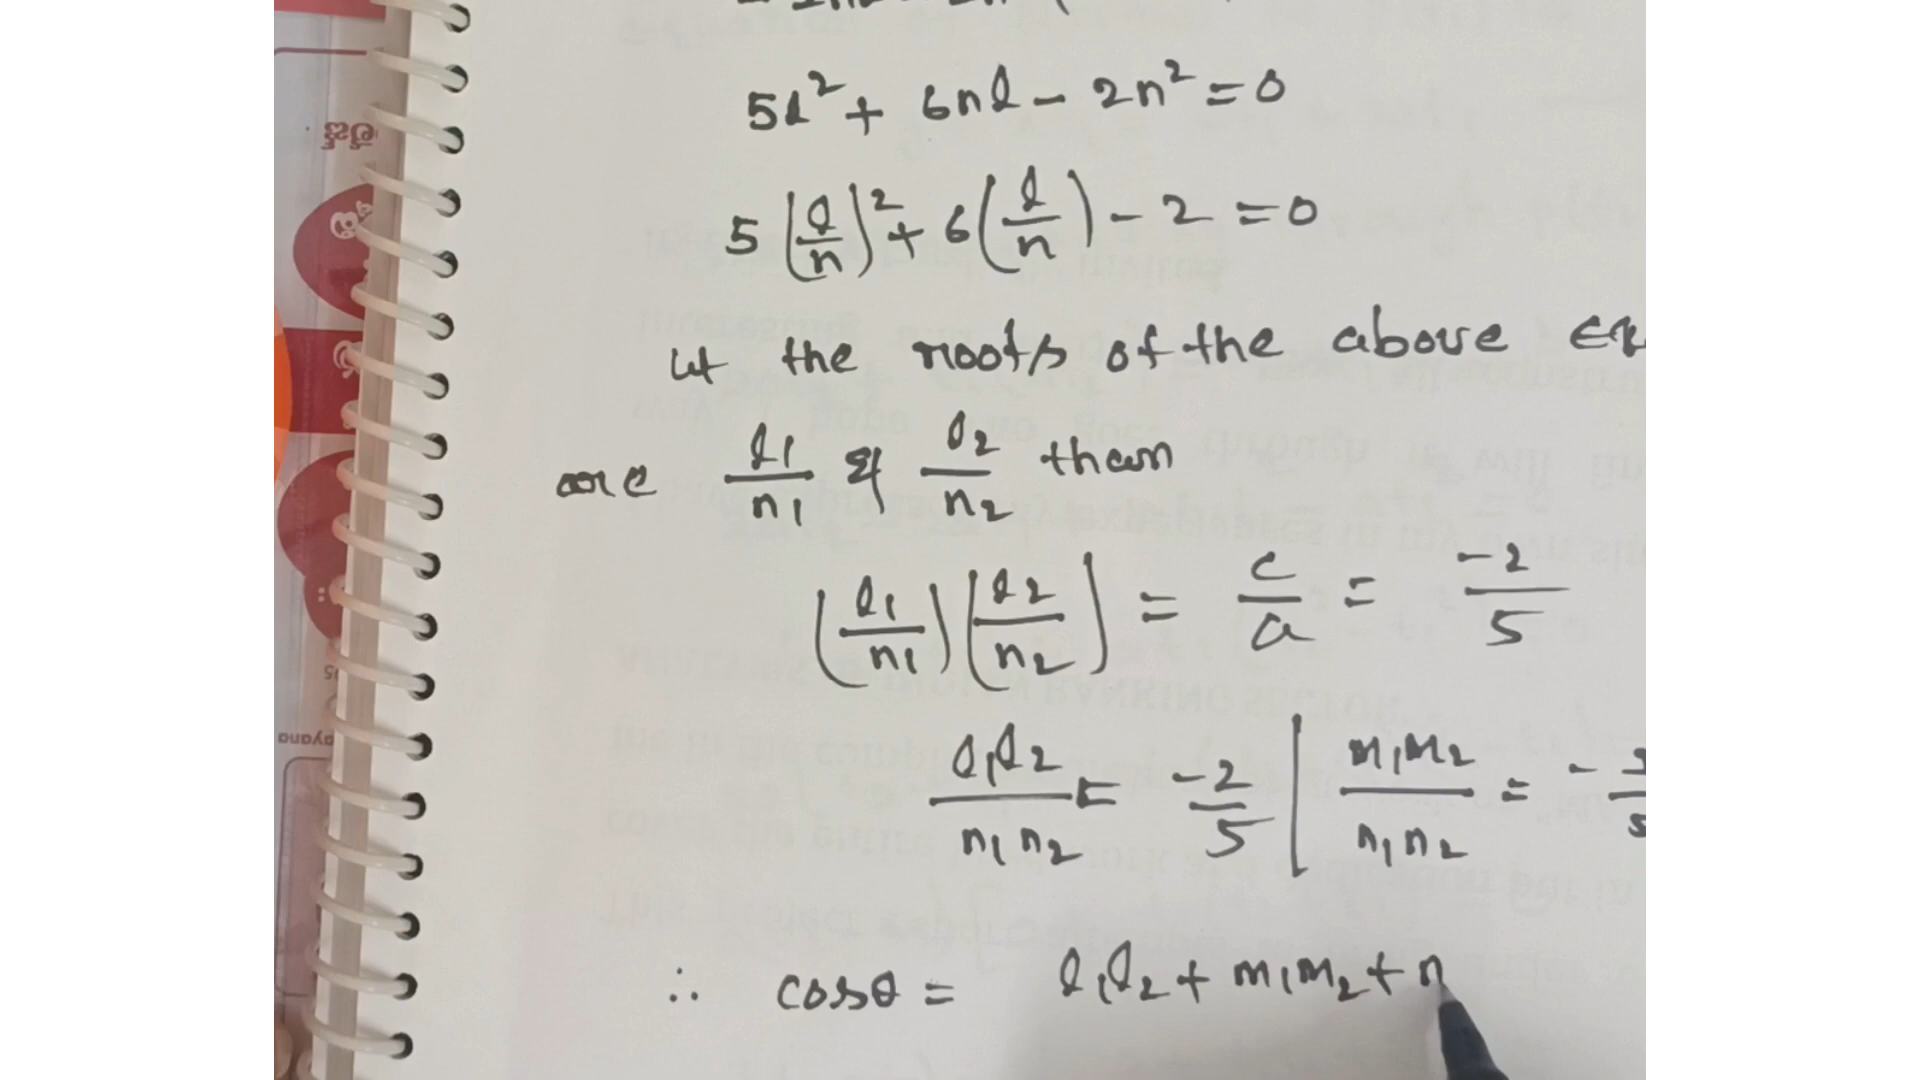 5l² + 6nl - 2n² = 0
5(l/n)² + 6(l/n) - 2 = 0
let the roots of the above
are l1/n1 & l2/n2 then
(l1/n1)(l2/n2) = c/a = -2/5
l1l2/n1n2 = -2/5 | m1m2/n1n2 = -
∴ cosθ = l1l2 + m1m2 + n